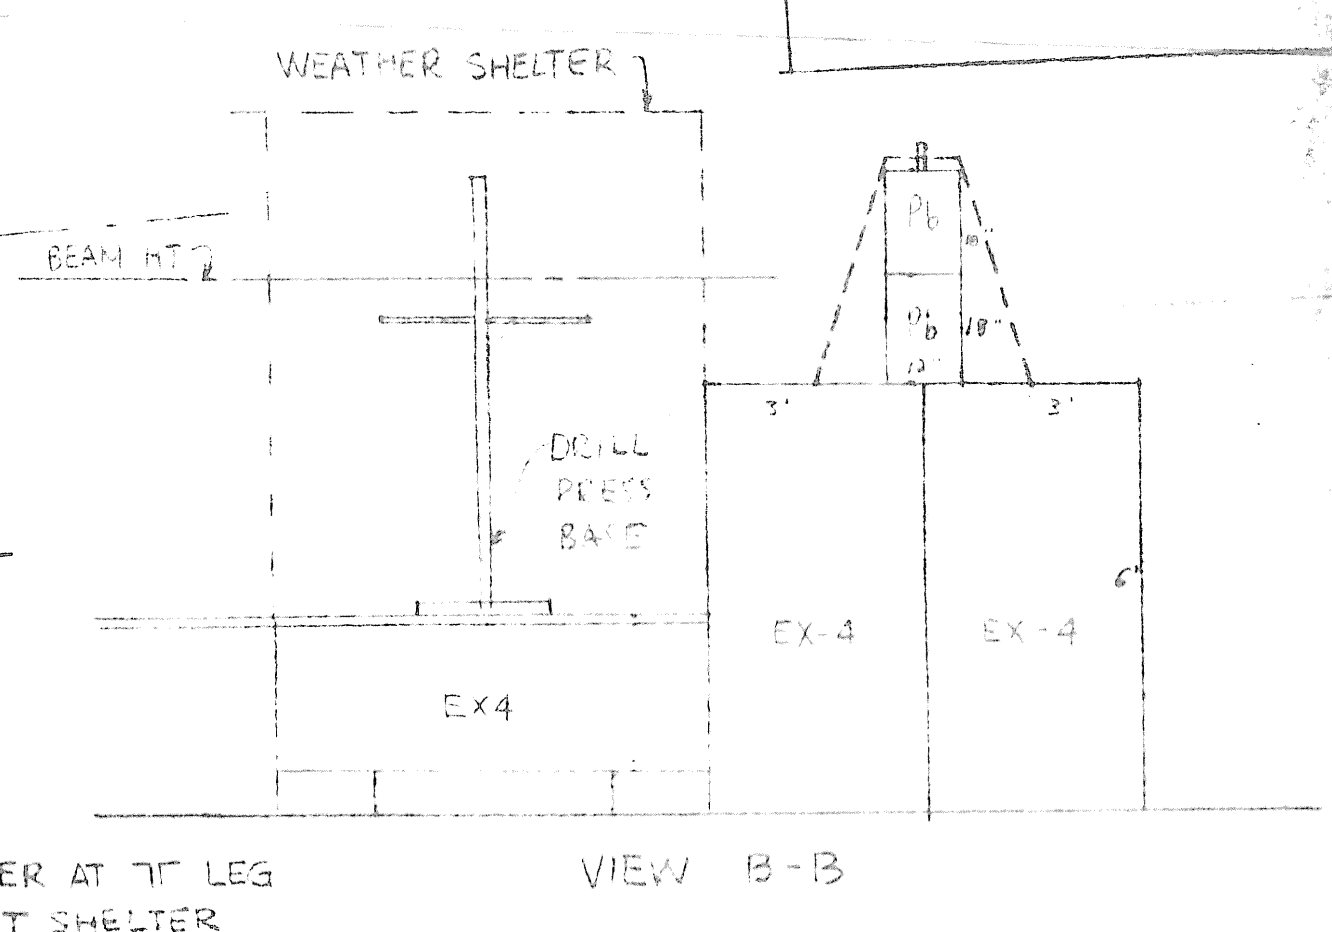 WEATHER SHELTER
BEAM HT
Pb
Pb
18"
12"
3'
3'
DRILL
PRESS
BASE
6'
EX-4
EX-4
EX4
VIEW B-B
ER AT π LEG
T SHELTER